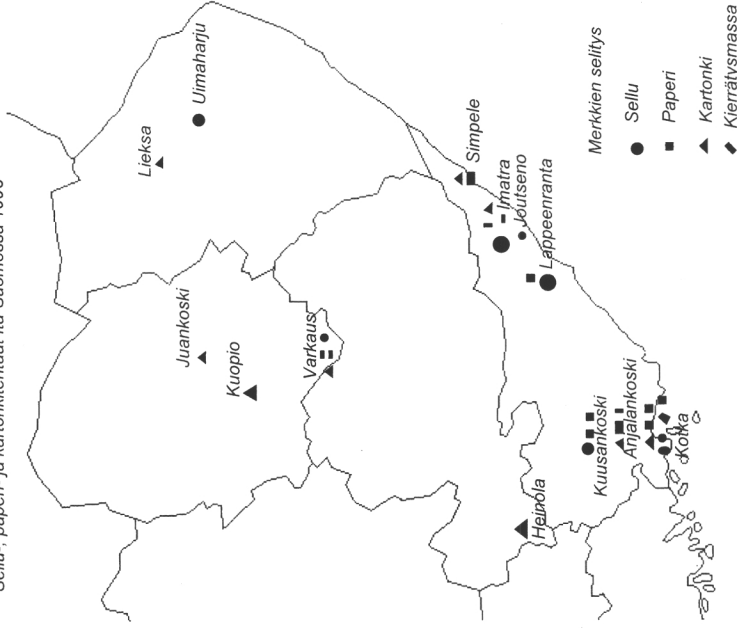 Sellu-, paperi- ja kartonkitehtaat Itä-Suomessa
Lieksa
Uimaharju
Juankoski
Kuopio
Varkaus
Simpele
Imatra
Joutseno
Lappeenranta
Kuusankoski
Anjalankoski
Kotka
Heinola
Merkkien selitys
Sellu
Paperi
Kartonki
Kierrätysmassa